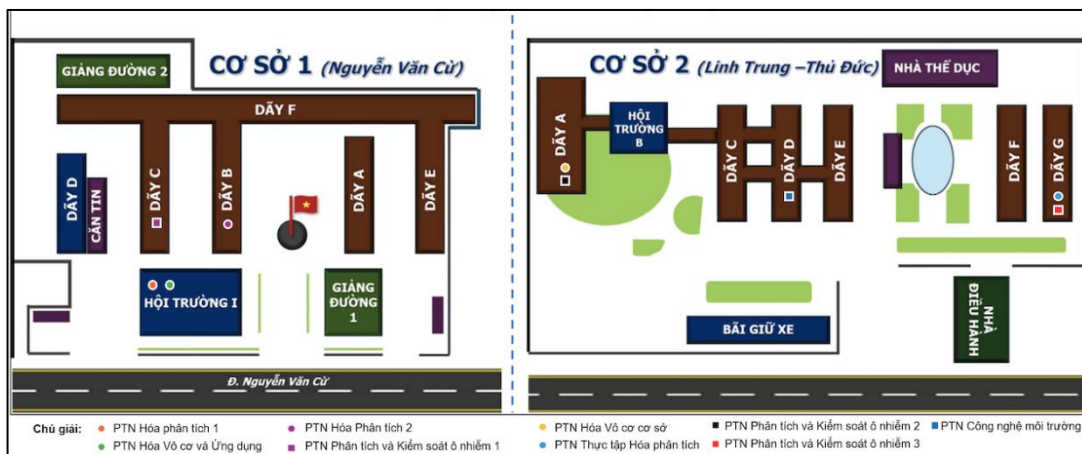 CƠ SỞ 1 (Nguyễn Văn Cừ)
GIẢNG ĐƯỜNG 2
DÃY F
DÃY D
CĂN TIN
DÃY C
DÃY B
DÃY A
DÃY E
HỘI TRƯỜNG I
GIẢNG
ĐƯỜNG
1
Đ. Nguyễn Văn Cừ
CƠ SỞ 2 (Linh Trung –Thủ Đức)
NHÀ THỂ DỤC
DÃY A
HỘI
TRƯỜNG
B
DÃY C
DÃY D
DÃY E
DÃY F
DÃY G
BÃI GIỮ XE
NHÀ
ĐIỀU HÀNH
Chú giải:
PTN Hóa phân tích 1
PTN Hóa Vô cơ và Ứng dụng
PTN Hóa Phân tích 2
PTN Phân tích và Kiểm soát ô nhiễm 1
PTN Hóa Vô cơ cơ sở
PTN Thực tập Hóa phân tích
PTN Phân tích và Kiểm soát ô nhiễm 2
PTN Phân tích và Kiểm soát ô nhiễm 3
PTN Công nghệ môi trường